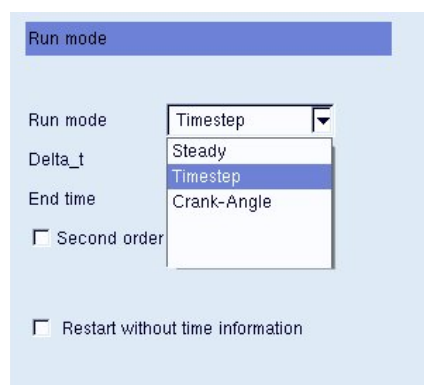 Run mode
Run mode Timestep
Delta_t Steady
Timestep
End time Crank-Angle
Second order
Restart without time information